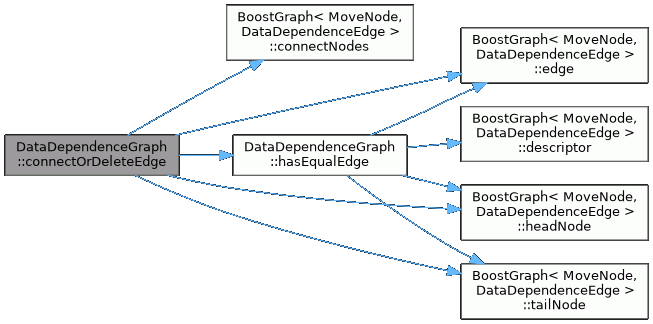 BoostGraph< MoveNode,
DataDependenceEdge >
::connectNodes
BoostGraph< MoveNode,
DataDependenceEdge >
::edge
DataDependenceGraph
::connectOrDeleteEdge
DataDependenceGraph
::hasEqualEdge
BoostGraph< MoveNode,
DataDependenceEdge >
::descriptor
BoostGraph< MoveNode,
DataDependenceEdge >
::headNode
BoostGraph< MoveNode,
DataDependenceEdge >
::tailNode